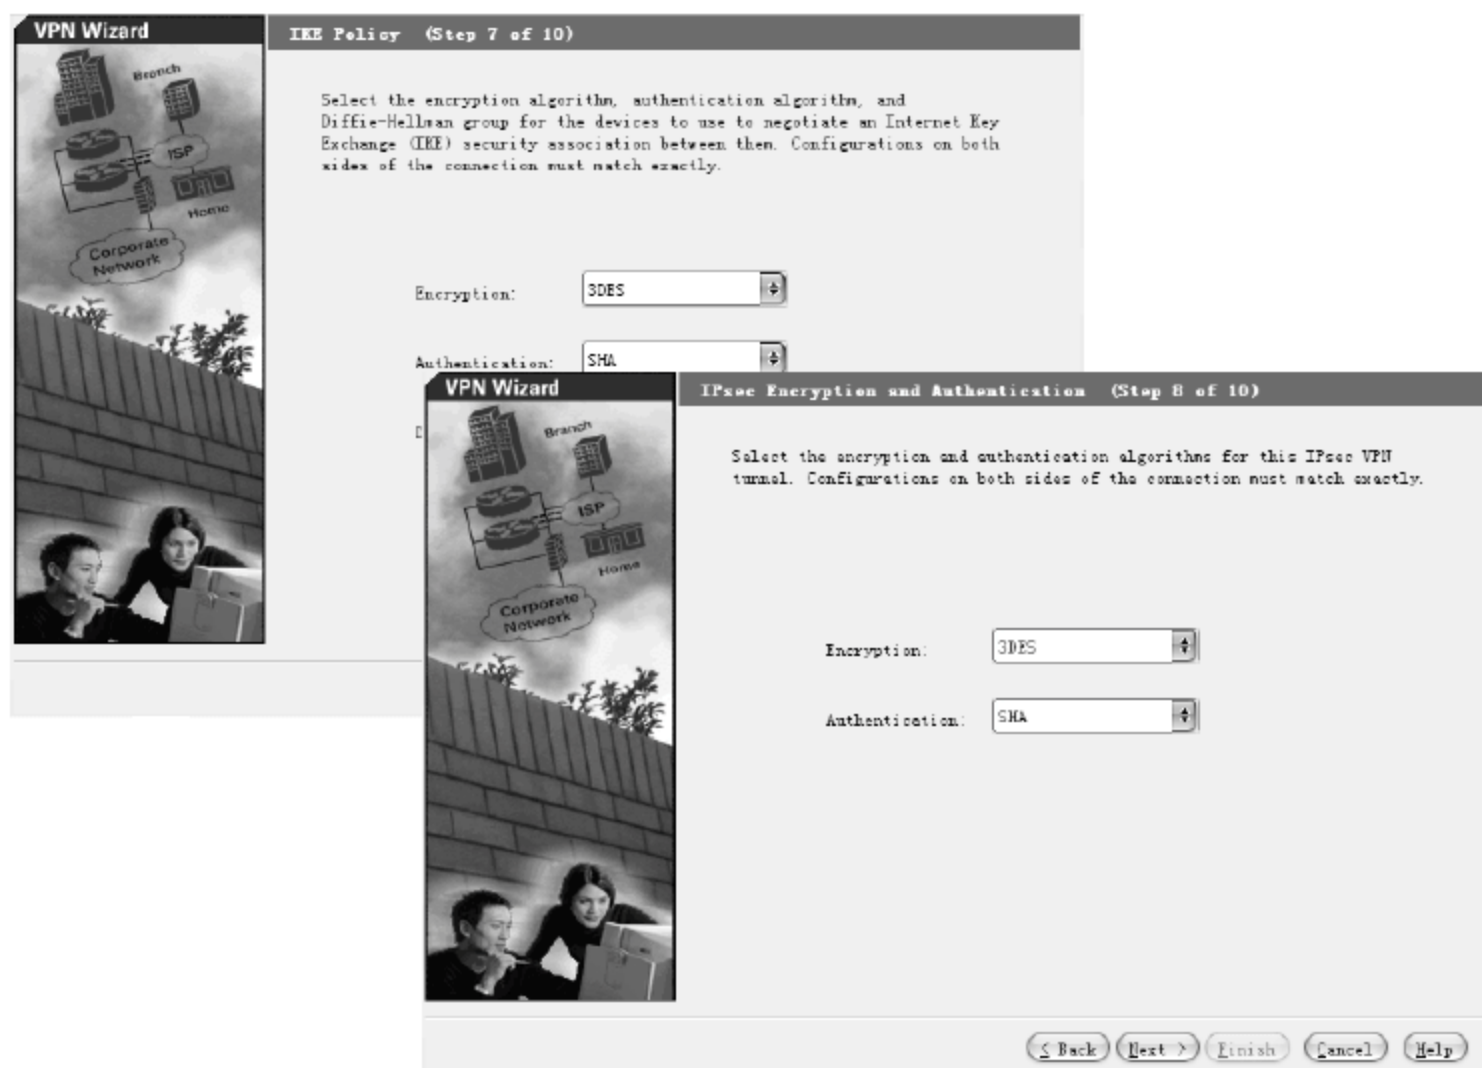 VPN Wizard
IKE Policy (Step 7 of 10)
Branch
ISP
Home
Corporate
Network
Select the encryption algorithm, authentication algorithm, and
Diffie-Hellman group for the devices to use to negotiate an Internet Key
Exchange (IKE) security association between them. Configurations on both
sides of the connection must match exactly.
Encryption: 3DES
Authentication: SHA
VPN Wizard
IPsec Encryption and Authentication (Step 8 of 10)
Branch
ISP
Home
Corporate
Network
Select the encryption and authentication algorithms for this IPsec VPN
tunnel. Configurations on both sides of the connection must match exactly.
Encryption: 3DES
Authentication: SHA
< Back Next > Finish Cancel Help